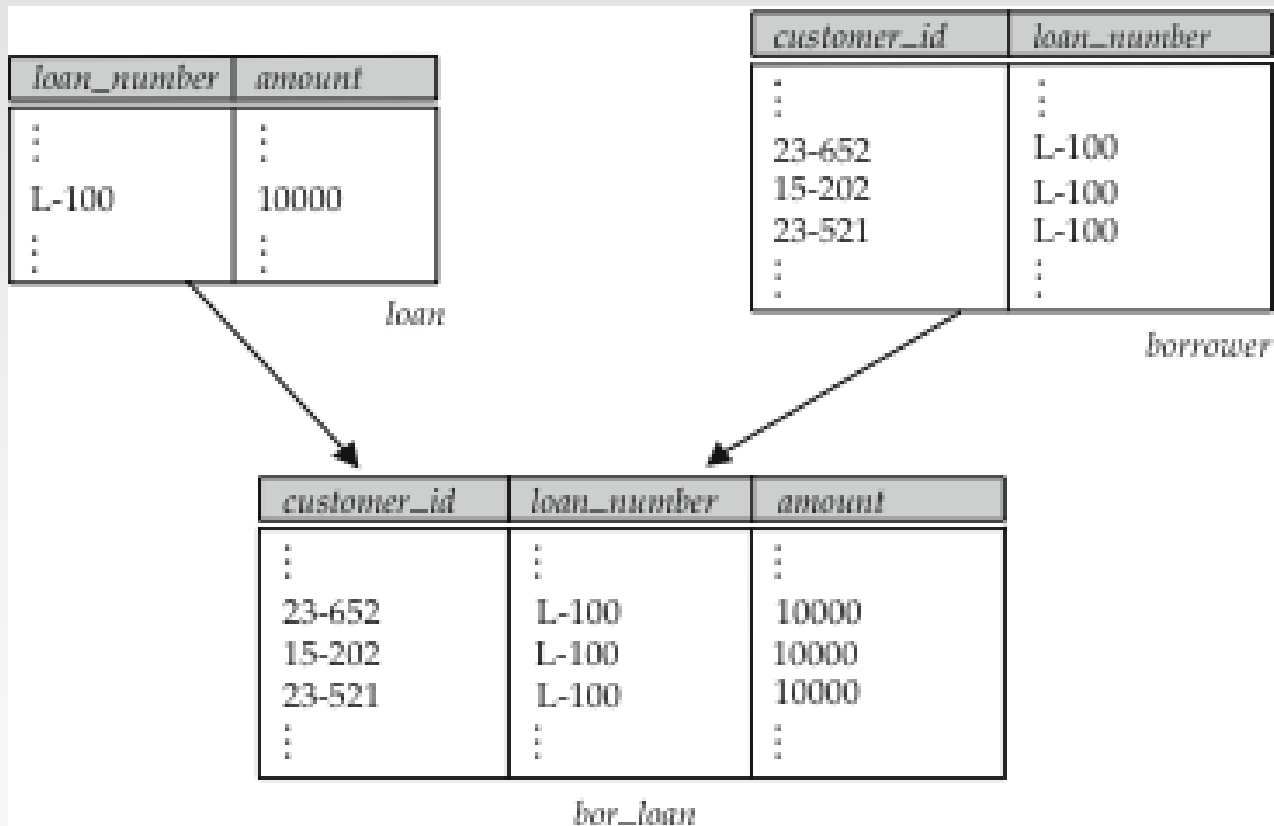 loan_number amount
⋮ ⋮
L-100 10000
⋮ ⋮
loan
customer_id loan_number
⋮ ⋮
23-652 L-100
15-202 L-100
23-521 L-100
⋮ ⋮
borrower
customer_id loan_number amount
⋮ ⋮ ⋮
23-652 L-100 10000
15-202 L-100 10000
23-521 L-100 10000
⋮ ⋮ ⋮
bor_loan